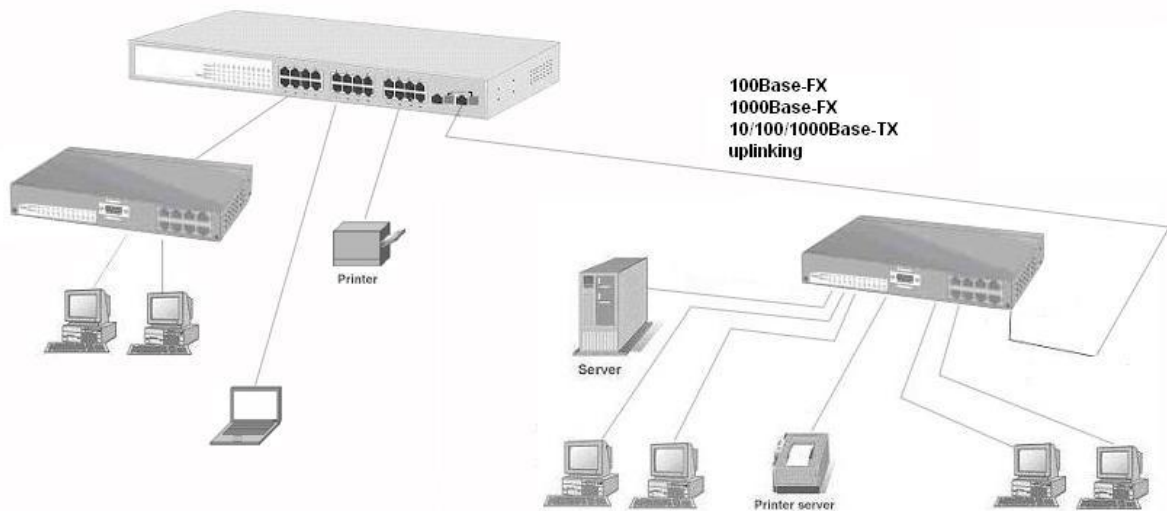 100Base-FX
1000Base-FX
10/100/1000Base-TX
uplinking
Printer
Server
Printer server